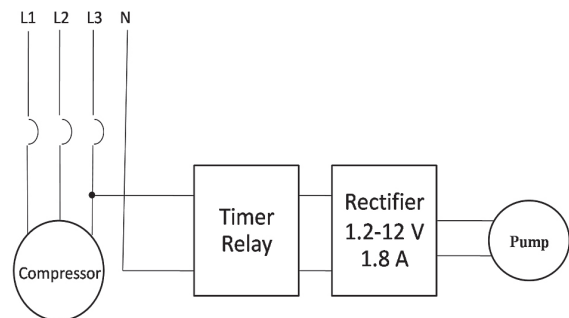 L1 L2 L3 N
Timer
Relay
Rectifier
1.2-12 V
1.8 A
Pump
Compressor